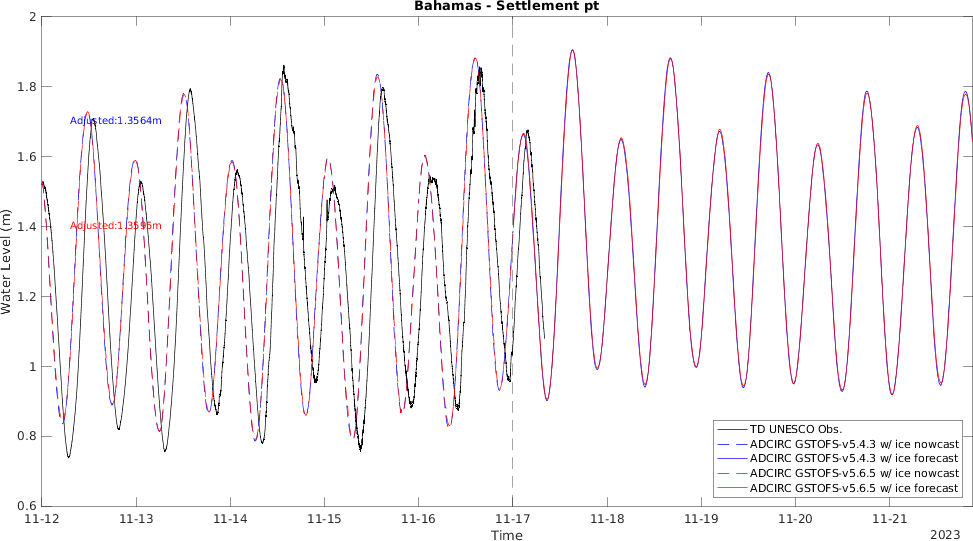 Bahamas - Settlement pt
2
1.8
1.6
1.4
1.2
1
0.8
0.6
Water Level (m)
Adjusted:1.3564m
Adjusted:1.3595m
TD UNESCO Obs.
ADCIRC GSTOFS-v5.4.3 w/ ice nowcast
ADCIRC GSTOFS-v5.4.3 w/ ice forecast
ADCIRC GSTOFS-v5.6.5 w/ ice nowcast
ADCIRC GSTOFS-v5.6.5 w/ ice forecast
11-12 11-13 11-14 11-15 11-16 11-17 11-18 11-19 11-20 11-21
Time
2023